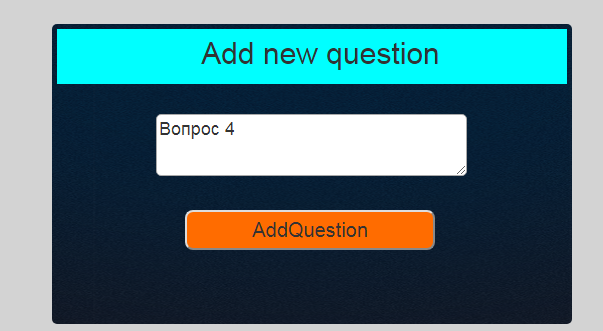 Add new question
Вопрос 4
AddQuestion